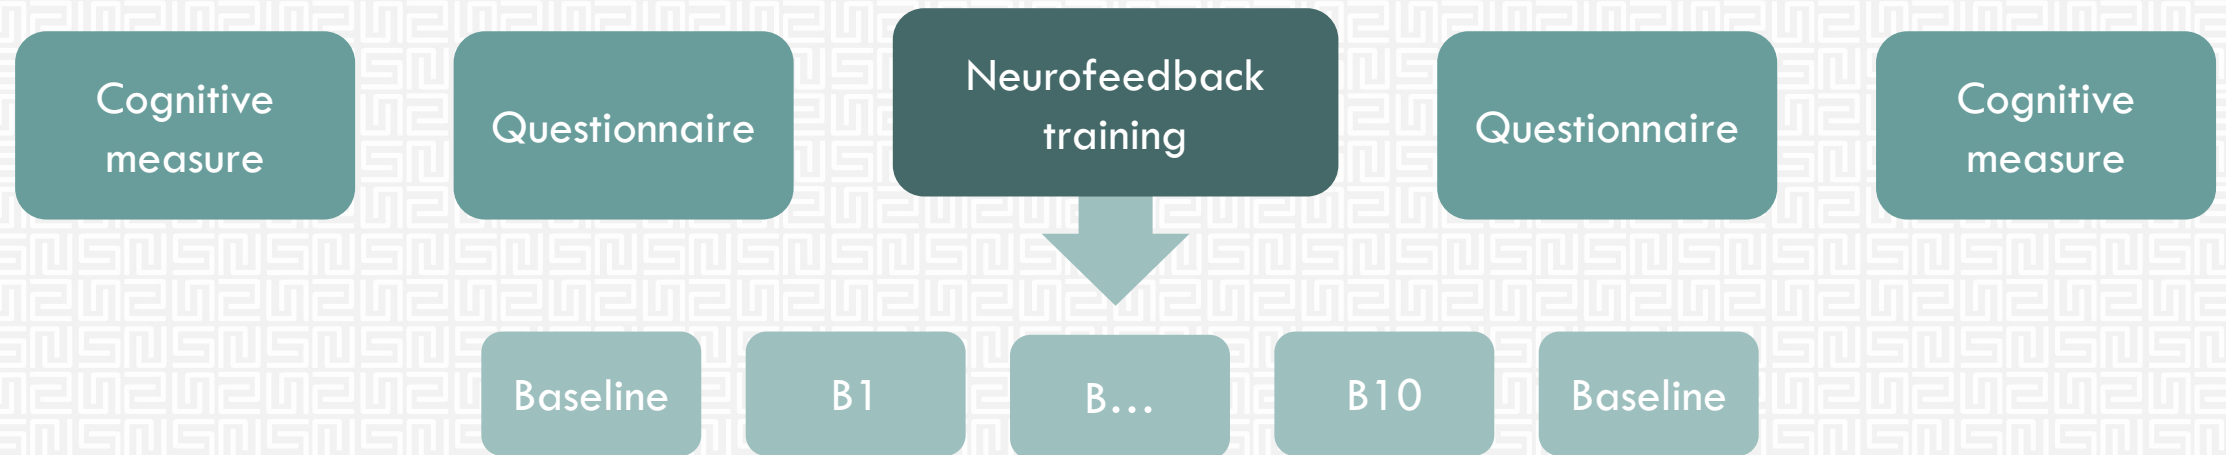 Cognitive
measure
Questionnaire
Neurofeedback
training
Questionnaire
Cognitive
measure
Baseline
B1
B...
B10
Baseline